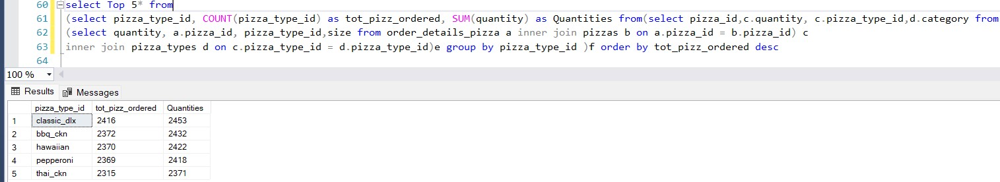 60 select Top 5* from
61 (select pizza_type_id, COUNT(pizza_type_id) as tot_pizz_ordered, SUM(quantity) as Quantities from(select pizza_id,c.quantity, c.pizza_type_id,d.category from
62 (select quantity, a.pizza_id, pizza_type_id,size from order_details_pizza a inner join pizzas b on a.pizza_id = b.pizza_id) c
63 inner join pizza_types d on c.pizza_type_id = d.pizza_type_id)e group by pizza_type_id )f order by tot_pizz_ordered desc
64
100 %
Results Messages
pizza_type_id tot_pizz_ordered Quantities
1 classic_dlx 2416 2453
2 bbq_ckn 2372 2432
3 hawaiian 2370 2422
4 pepperoni 2369 2418
5 thai_ckn 2315 2371